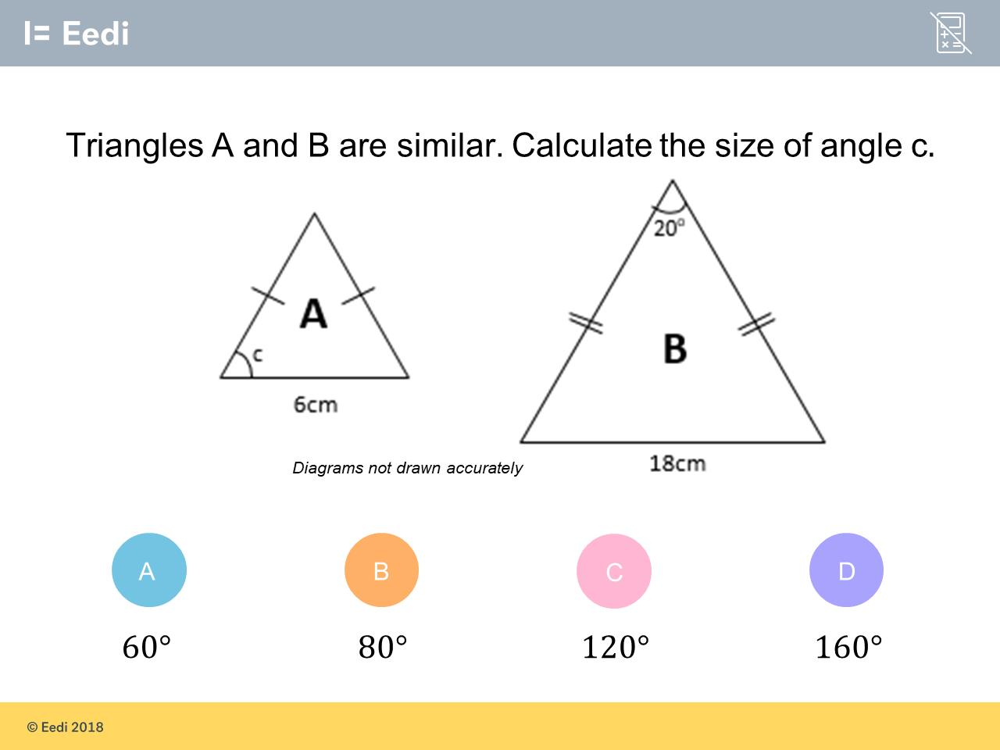 Eedi
Triangles A and B are similar. Calculate the size of angle c.
20°
A
B
c
6cm
18cm
Diagrams not drawn accurately
A B C D
60° 80° 120° 160°
© Eedi 2018